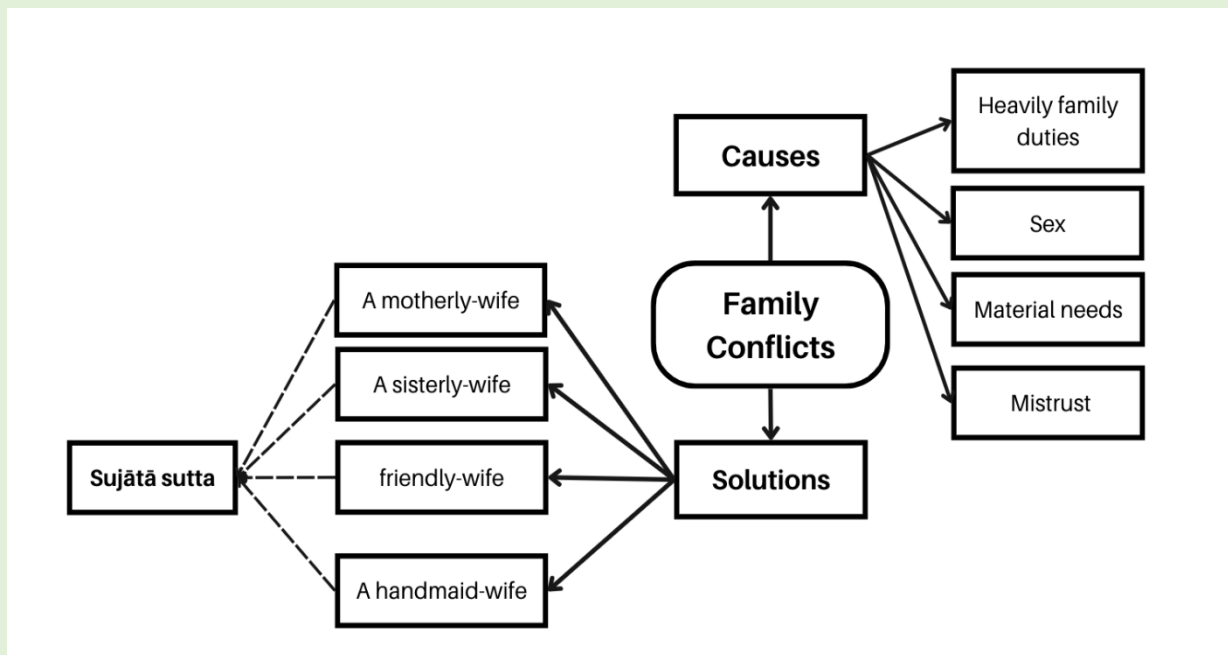 Heavily family
duties
Causes
Sex
Family
Conflicts
Material needs
Mistrust
A motherly-wife
A sisterly-wife
friendly-wife
A handmaid-wife
Solutions
Sujātā sutta